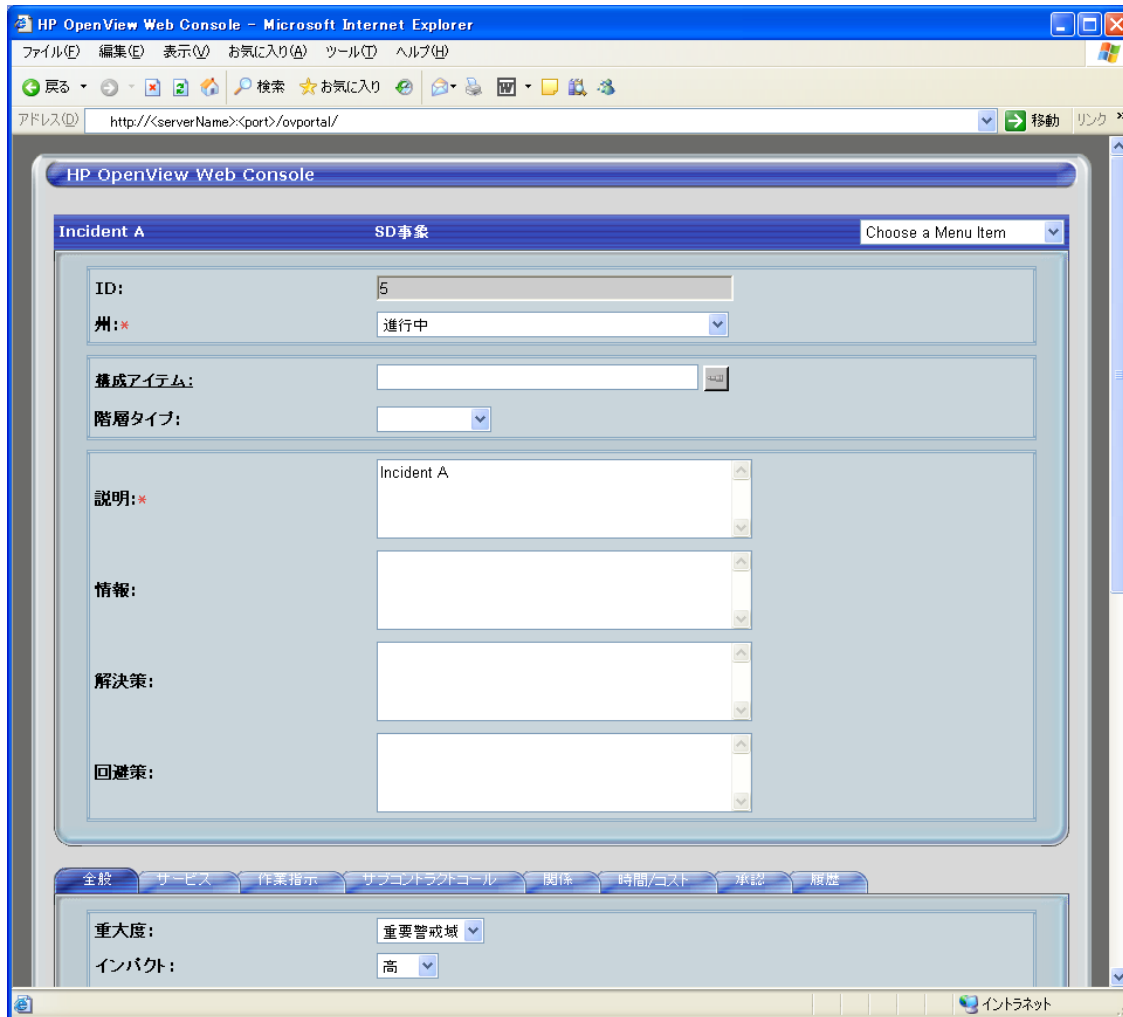 HP OpenView Web Console - Microsoft Internet Explorer
ファイル(F) 編集(E) 表示(V) お気に入り(A) ツール(T) ヘルプ(H)
戻る 検索 お気に入り
アドレス(D) http://<serverName>:<port>/ovportal/ 移動 リンク »
HP OpenView Web Console
Incident A SD事象 Choose a Menu Item
ID: 5
州:* 進行中
構成アイテム:
階層タイプ:
説明:* Incident A
情報:
解決策:
回避策:
全般 サービス 作業指示 サブコントラクトコール 関係 時間/コスト 承認 履歴
重大度: 重要警戒域
インパクト: 高
イントラネット